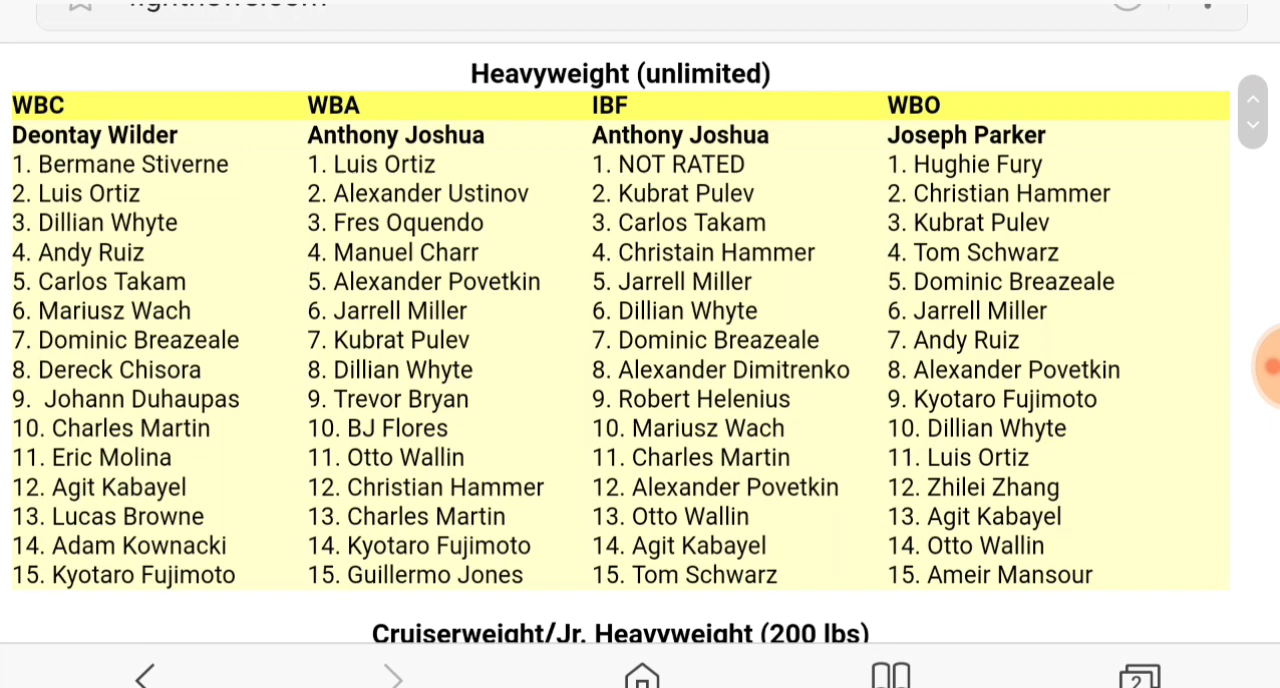 Heavyweight (unlimited)
WBC WBA IBF WBO
Deontay Wilder Anthony Joshua Anthony Joshua Joseph Parker
1. Bermane Stiverne 1. Luis Ortiz 1. NOT RATED 1. Hughie Fury
2. Luis Ortiz 2. Alexander Ustinov 2. Kubrat Pulev 2. Christian Hammer
3. Dillian Whyte 3. Fres Oquendo 3. Carlos Takam 3. Kubrat Pulev
4. Andy Ruiz 4. Manuel Charr 4. Christain Hammer 4. Tom Schwarz
5. Carlos Takam 5. Alexander Povetkin 5. Jarrell Miller 5. Dominic Breazeale
6. Mariusz Wach 6. Jarrell Miller 6. Dillian Whyte 6. Jarrell Miller
7. Dominic Breazeale 7. Kubrat Pulev 7. Dominic Breazeale 7. Andy Ruiz
8. Dereck Chisora 8. Dillian Whyte 8. Alexander Dimitrenko 8. Alexander Povetkin
9. Johann Duhaupas 9. Trevor Bryan 9. Robert Helenius 9. Kyotaro Fujimoto
10. Charles Martin 10. BJ Flores 10. Mariusz Wach 10. Dillian Whyte
11. Eric Molina 11. Otto Wallin 11. Charles Martin 11. Luis Ortiz
12. Agit Kabayel 12. Christian Hammer 12. Alexander Povetkin 12. Zhilei Zhang
13. Lucas Browne 13. Charles Martin 13. Otto Wallin 13. Agit Kabayel
14. Adam Kownacki 14. Kyotaro Fujimoto 14. Agit Kabayel 14. Otto Wallin
15. Kyotaro Fujimoto 15. Guillermo Jones 15. Tom Schwarz 15. Ameir Mansour
Cruiserweight/Jr. Heavyweight (200 lbs)
2